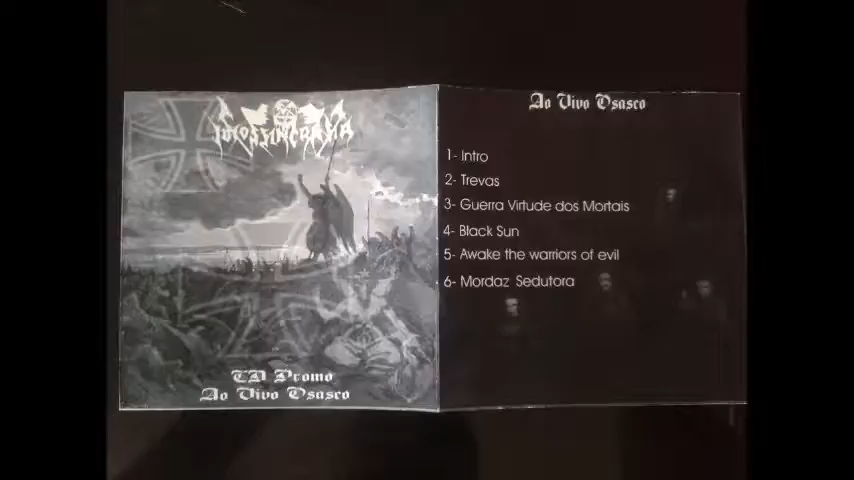 CD Promo
Ao Vivo Osasco
Ao Vivo Osasco
1- Intro
2- Trevas
3- Guerra Virtude dos Mortais
4- Black Sun
5- Awake the warriors of evil
6- Mordaz Sedutora